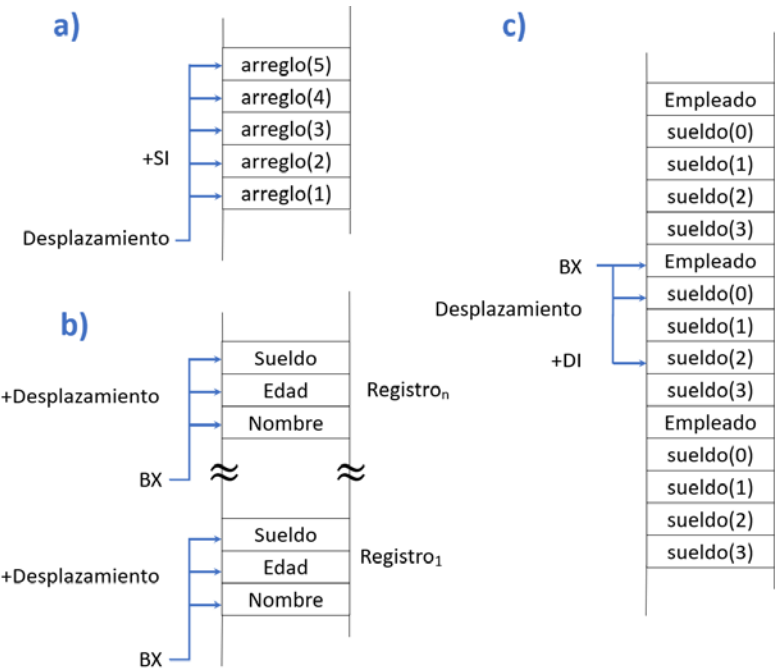 a)
arreglo(5)
arreglo(4)
arreglo(3)
+SI
arreglo(2)
arreglo(1)
Desplazamiento
b)
Sueldo
+Desplazamiento
Edad
Registroₙ
Nombre
BX
≈
≈
Sueldo
+Desplazamiento
Edad
Registro₁
Nombre
BX
c)
Empleado
sueldo(0)
sueldo(1)
sueldo(2)
sueldo(3)
BX
Empleado
Desplazamiento
sueldo(0)
sueldo(1)
+DI
sueldo(2)
sueldo(3)
Empleado
sueldo(0)
sueldo(1)
sueldo(2)
sueldo(3)